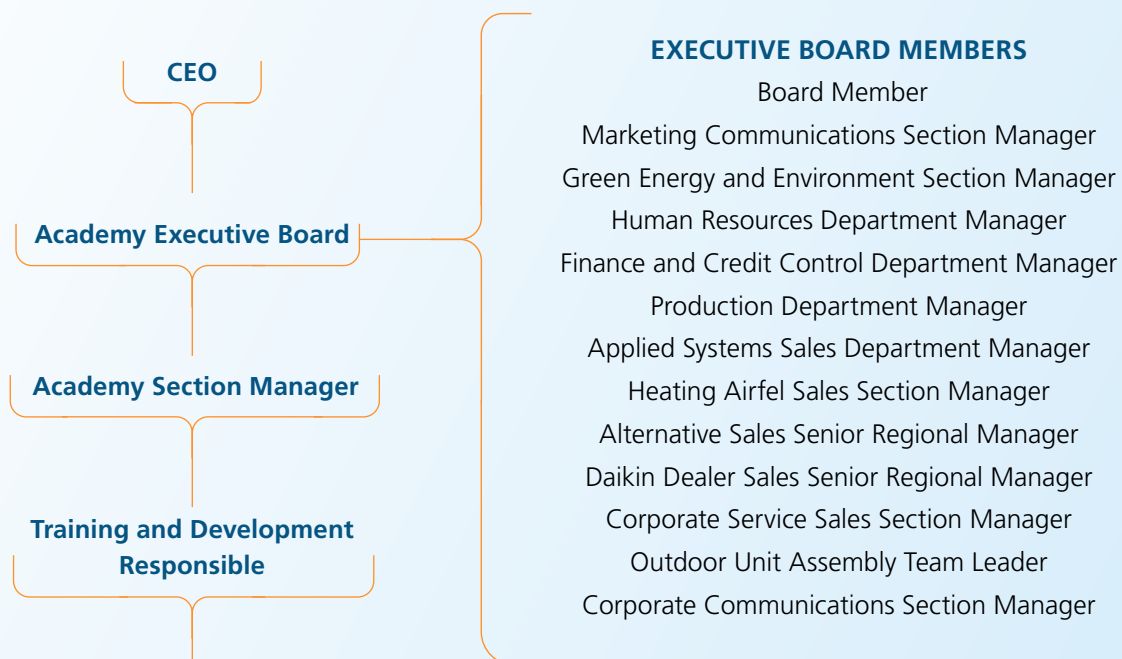 CEO
Academy Executive Board
Academy Section Manager
Training and Development
Responsible
EXECUTIVE BOARD MEMBERS
Board Member
Marketing Communications Section Manager
Green Energy and Environment Section Manager
Human Resources Department Manager
Finance and Credit Control Department Manager
Production Department Manager
Applied Systems Sales Department Manager
Heating Airfel Sales Section Manager
Alternative Sales Senior Regional Manager
Daikin Dealer Sales Senior Regional Manager
Corporate Service Sales Section Manager
Outdoor Unit Assembly Team Leader
Corporate Communications Section Manager